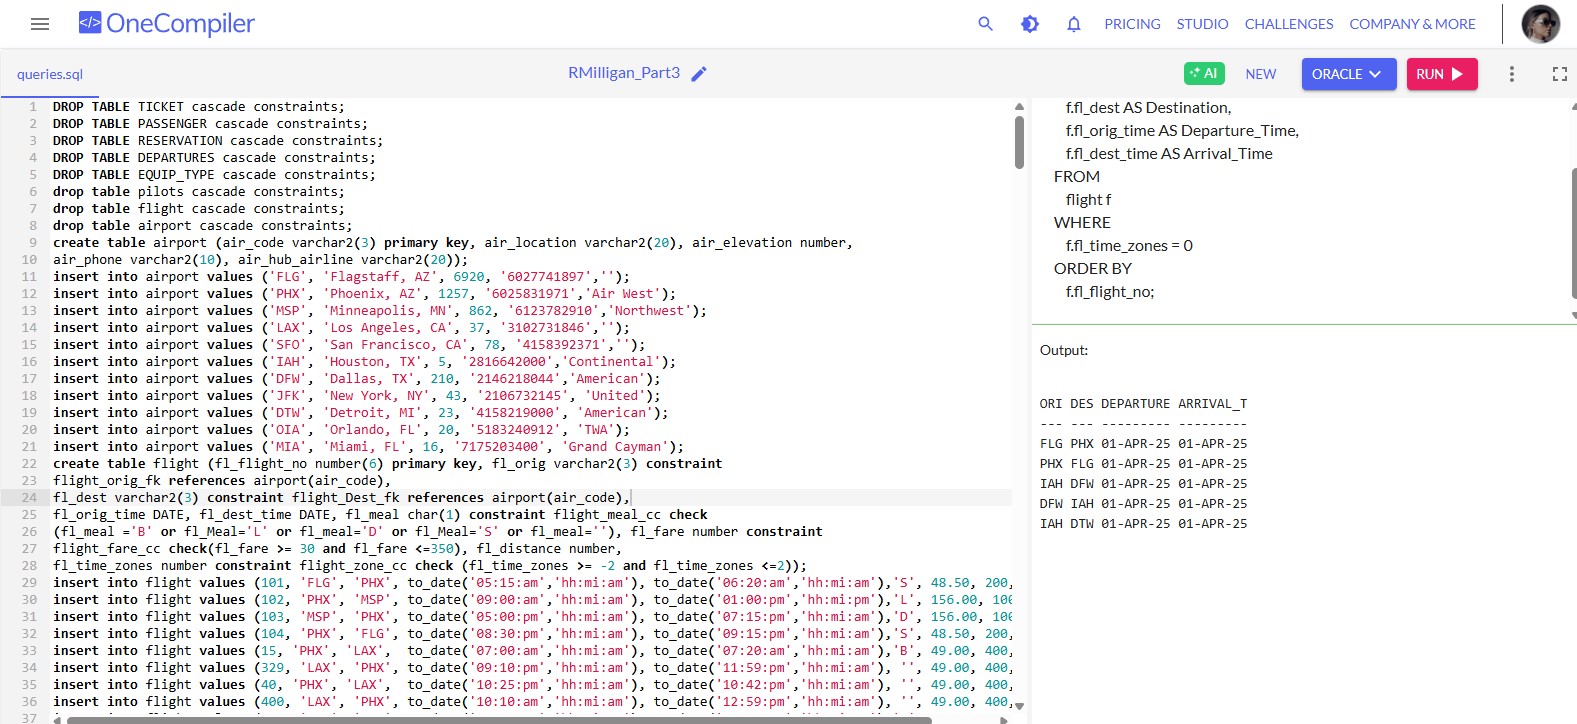 OneCompiler
PRICING STUDIO CHALLENGES COMPANY & MORE
queries.sql
RMilligan_Part3
AI
NEW
ORACLE
RUN
1 DROP TABLE TICKET cascade constraints;
2 DROP TABLE PASSENGER cascade constraints;
3 DROP TABLE RESERVATION cascade constraints;
4 DROP TABLE DEPARTURES cascade constraints;
5 DROP TABLE EQUIP_TYPE cascade constraints;
6 drop table pilots cascade constraints;
7 drop table flight cascade constraints;
8 drop table airport cascade constraints;
9 create table airport (air_code varchar2(3) primary key, air_location varchar2(20), air_elevation number,
10 air_phone varchar2(10), air_hub_airline varchar2(20));
11 insert into airport values ('FLG', 'Flagstaff, AZ', 6920, '6027741897','');
12 insert into airport values ('PHX', 'Phoenix, AZ', 1257, '6025831971','Air West');
13 insert into airport values ('MSP', 'Minneapolis, MN', 862, '6123782910','Northwest');
14 insert into airport values ('LAX', 'Los Angeles, CA', 37, '3102731846','');
15 insert into airport values ('SFO', 'San Francisco, CA', 78, '4158392371','');
16 insert into airport values ('IAH', 'Houston, TX', 5, '2816642000','Continental');
17 insert into airport values ('DFW', 'Dallas, TX', 210, '2146218044','American');
18 insert into airport values ('JFK', 'New York, NY', 43, '2106732145', 'United');
19 insert into airport values ('DTW', 'Detroit, MI', 23, '4158219000', 'American');
20 insert into airport values ('OIA', 'Orlando, FL', 20, '5183240912', 'TWA');
21 insert into airport values ('MIA', 'Miami, FL', 16, '7175203400', 'Grand Cayman');
22 create table flight (fl_flight_no number(6) primary key, fl_orig varchar2(3) constraint
23 flight_orig_fk references airport(air_code),
24 fl_dest varchar2(3) constraint flight_Dest_fk references airport(air_code),
25 fl_orig_time DATE, fl_dest_time DATE, fl_meal char(1) constraint flight_meal_cc check
26 (fl_meal ='B' or fl_Meal='L' or fl_meal='D' or fl_Meal='S' or fl_meal=''), fl_fare number constraint
27 flight_fare_cc check(fl_fare >= 30 and fl_fare <=350), fl_distance number,
28 fl_time_zones number constraint flight_zone_cc check (fl_time_zones >= -2 and fl_time_zones <=2));
29 insert into flight values (101, 'FLG', 'PHX', to_date('05:15:am','hh:mi:am'), to_date('06:20:am','hh:mi:am'),'S', 48.50, 200,
30 insert into flight values (102, 'PHX', 'MSP', to_date('09:00:am','hh:mi:am'), to_date('01:00:pm','hh:mi:pm'),'L', 156.00, 100
31 insert into flight values (103, 'MSP', 'PHX', to_date('05:00:pm','hh:mi:am'), to_date('07:15:pm','hh:mi:am'),'D', 156.00, 100
32 insert into flight values (104, 'PHX', 'FLG', to_date('08:30:pm','hh:mi:am'), to_date('09:15:pm','hh:mi:am'),'S', 48.50, 200,
33 insert into flight values (15, 'PHX', 'LAX', to_date('07:00:am','hh:mi:am'), to_date('07:20:am','hh:mi:am'),'B', 49.00, 400,
34 insert into flight values (329, 'LAX', 'PHX', to_date('09:10:pm','hh:mi:am'), to_date('11:59:pm','hh:mi:am'), '', 49.00, 400,
35 insert into flight values (40, 'PHX', 'LAX', to_date('10:25:pm','hh:mi:am'), to_date('10:42:pm','hh:mi:am'), '', 49.00, 400,
36 insert into flight values (400, 'LAX', 'PHX', to_date('10:10:am','hh:mi:am'), to_date('12:59:pm','hh:mi:am'), '', 49.00, 400,
37
f.fl_dest AS Destination,
f.fl_orig_time AS Departure_Time,
f.fl_dest_time AS Arrival_Time
FROM
flight f
WHERE
f.fl_time_zones = 0
ORDER BY
f.fl_flight_no;
Output:
ORI DES DEPARTURE ARRIVAL_T
--- --- --------- ---------
FLG PHX 01-APR-25 01-APR-25
PHX FLG 01-APR-25 01-APR-25
IAH DFW 01-APR-25 01-APR-25
DFW IAH 01-APR-25 01-APR-25
IAH DTW 01-APR-25 01-APR-25